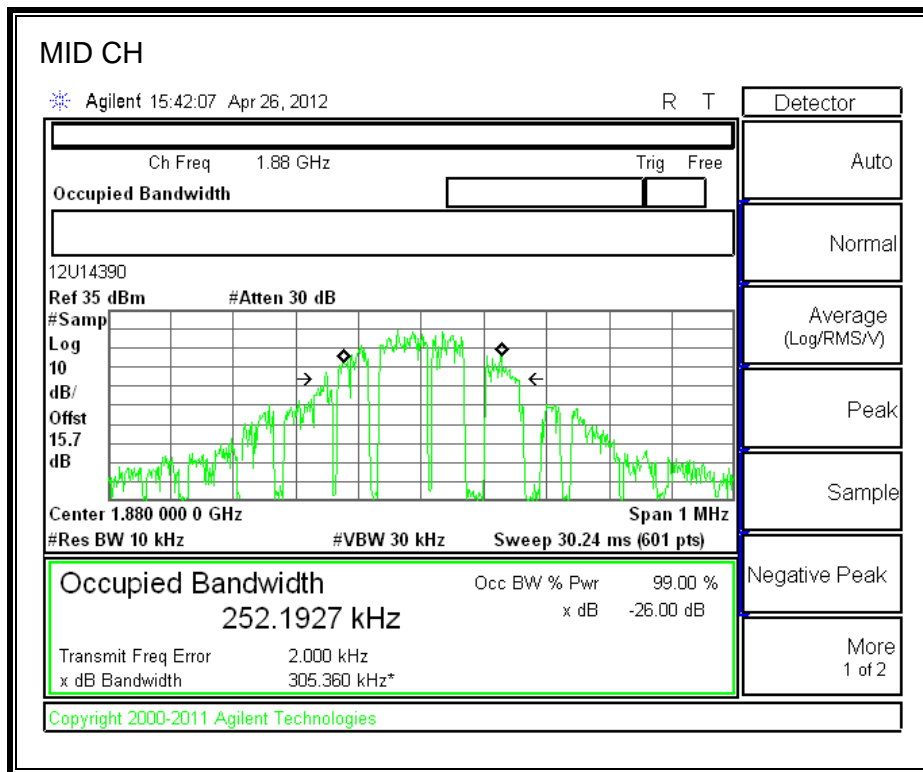 MID CH
Agilent 15:42:07 Apr 26, 2012 R T
Ch Freq 1.88 GHz Trig Free
Occupied Bandwidth
12U14390
Ref 35 dBm #Atten 30 dB
#Samp
Log
10
dB/
Offst
15.7
dB
Center 1.880 000 0 GHz Span 1 MHz
#Res BW 10 kHz #VBW 30 kHz Sweep 30.24 ms (601 pts)
Occupied Bandwidth Occ BW % Pwr 99.00 %
252.1927 kHz x dB -26.00 dB
Transmit Freq Error 2.000 kHz
x dB Bandwidth 305.360 kHz*
Copyright 2000-2011 Agilent Technologies
Detector
Auto
Normal
Average
(Log/RMS/V)
Peak
Sample
Negative Peak
More
1 of 2